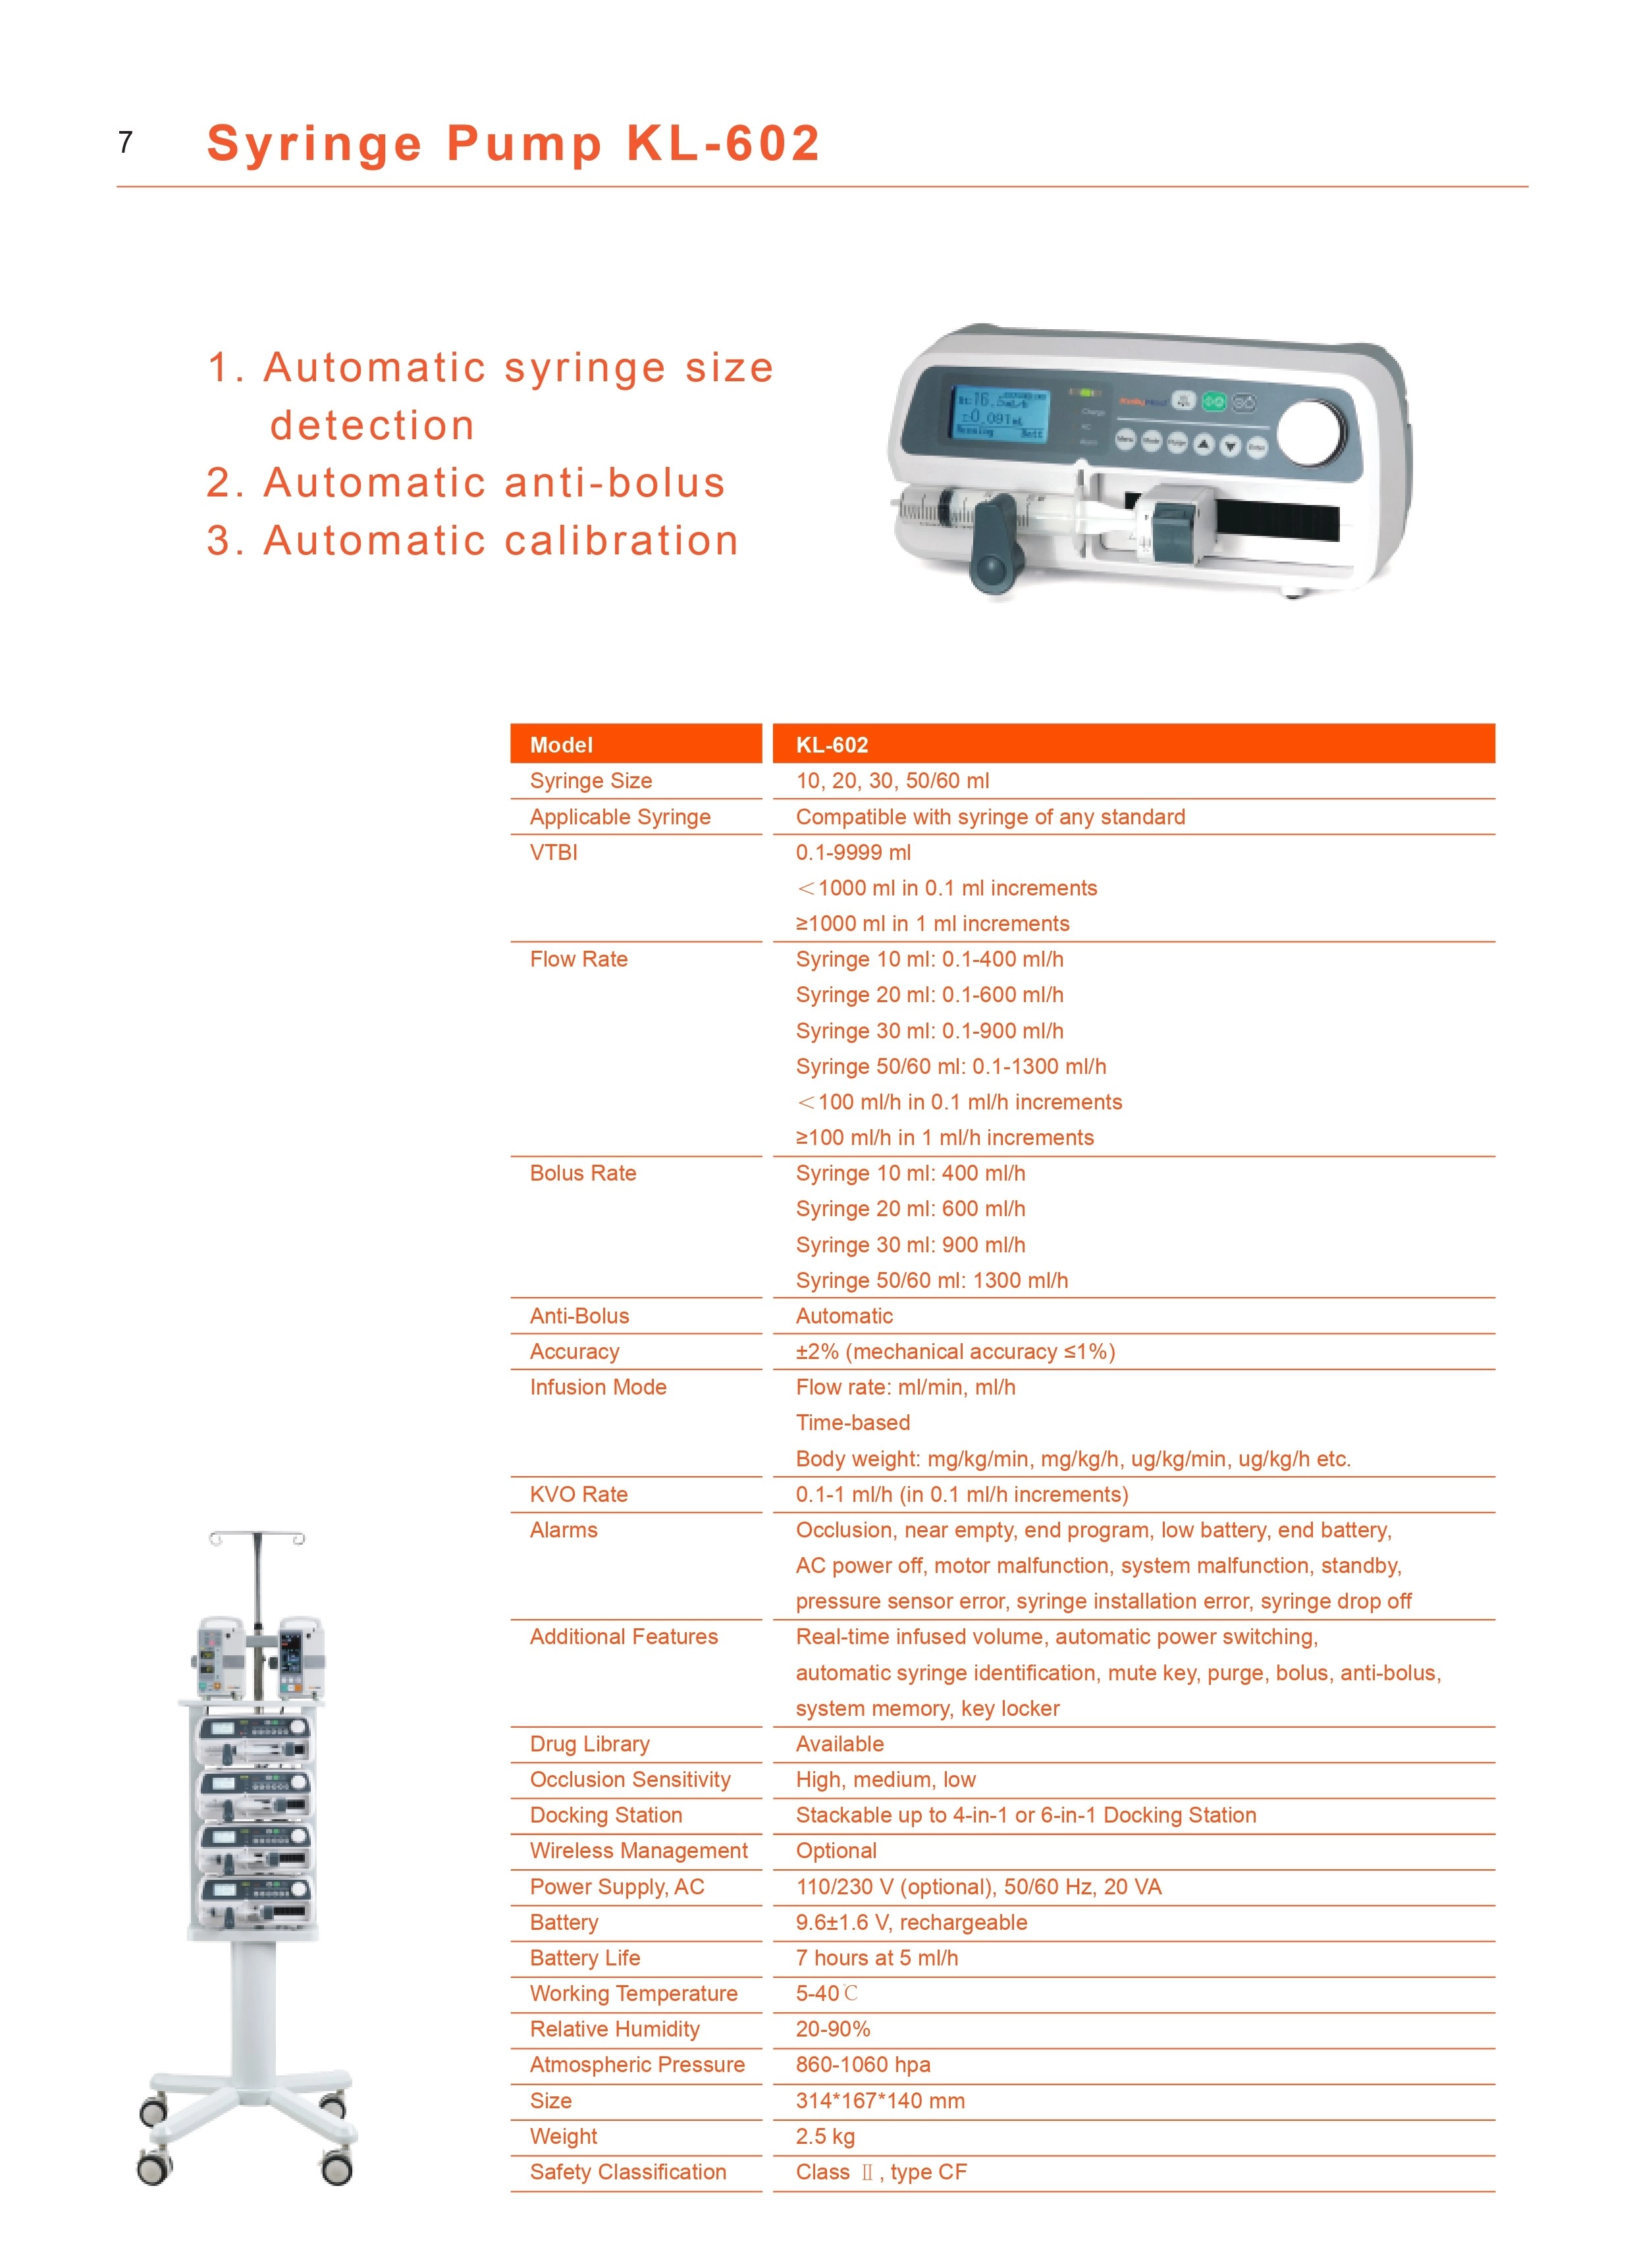 7
Syringe Pump KL-602
1. Automatic syringe size
detection
2. Automatic anti-bolus
3. Automatic calibration
Model KL-602
Syringe Size 10, 20, 30, 50/60 ml
Applicable Syringe Compatible with syringe of any standard
VTBI 0.1-9999 ml
<1000 ml in 0.1 ml increments
≥1000 ml in 1 ml increments
Flow Rate Syringe 10 ml: 0.1-400 ml/h
Syringe 20 ml: 0.1-600 ml/h
Syringe 30 ml: 0.1-900 ml/h
Syringe 50/60 ml: 0.1-1300 ml/h
<100 ml/h in 0.1 ml/h increments
≥100 ml/h in 1 ml/h increments
Bolus Rate Syringe 10 ml: 400 ml/h
Syringe 20 ml: 600 ml/h
Syringe 30 ml: 900 ml/h
Syringe 50/60 ml: 1300 ml/h
Anti-Bolus Automatic
Accuracy ±2% (mechanical accuracy ≤1%)
Infusion Mode Flow rate: ml/min, ml/h
Time-based
Body weight: mg/kg/min, mg/kg/h, ug/kg/min, ug/kg/h etc.
KVO Rate 0.1-1 ml/h (in 0.1 ml/h increments)
Alarms Occlusion, near empty, end program, low battery, end battery,
AC power off, motor malfunction, system malfunction, standby,
pressure sensor error, syringe installation error, syringe drop off
Additional Features Real-time infused volume, automatic power switching,
automatic syringe identification, mute key, purge, bolus, anti-bolus,
system memory, key locker
Drug Library Available
Occlusion Sensitivity High, medium, low
Docking Station Stackable up to 4-in-1 or 6-in-1 Docking Station
Wireless Management Optional
Power Supply, AC 110/230 V (optional), 50/60 Hz, 20 VA
Battery 9.6±1.6 V, rechargeable
Battery Life 7 hours at 5 ml/h
Working Temperature 5-40℃
Relative Humidity 20-90%
Atmospheric Pressure 860-1060 hpa
Size 314*167*140 mm
Weight 2.5 kg
Safety Classification Class Ⅱ, type CF